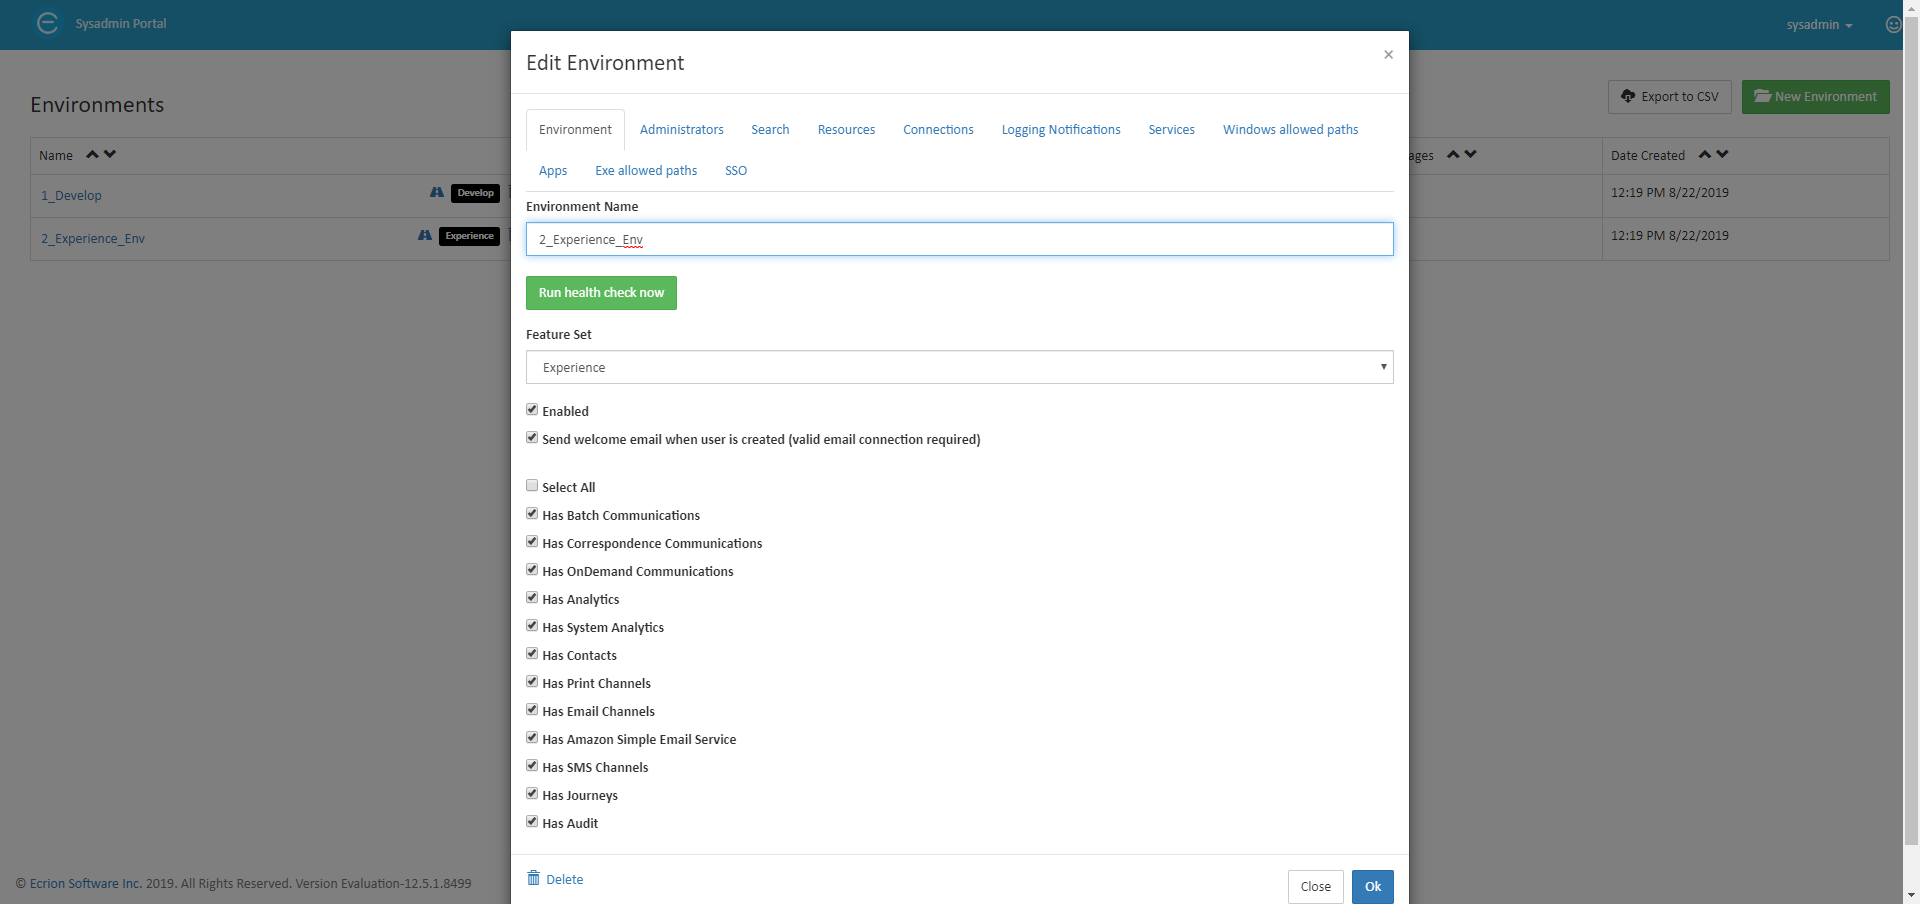 Sysadmin Portal
sysadmin
Environments
Export to CSV
New Environment
Name
ages
Date Created
1_Develop
Develop
12:19 PM 8/22/2019
2_Experience_Env
Experience
12:19 PM 8/22/2019
Edit Environment
×
Environment Administrators Search Resources Connections Logging Notifications Services Windows allowed paths
Apps Exe allowed paths SSO
Environment Name
2_Experience_Env
Run health check now
Feature Set
Experience
Enabled
Send welcome email when user is created (valid email connection required)
Select All
Has Batch Communications
Has Correspondence Communications
Has OnDemand Communications
Has Analytics
Has System Analytics
Has Contacts
Has Print Channels
Has Email Channels
Has Amazon Simple Email Service
Has SMS Channels
Has Journeys
Has Audit
Delete
Close
Ok
© Ecrion Software Inc. 2019. All Rights Reserved. Version Evaluation-12.5.1.8499